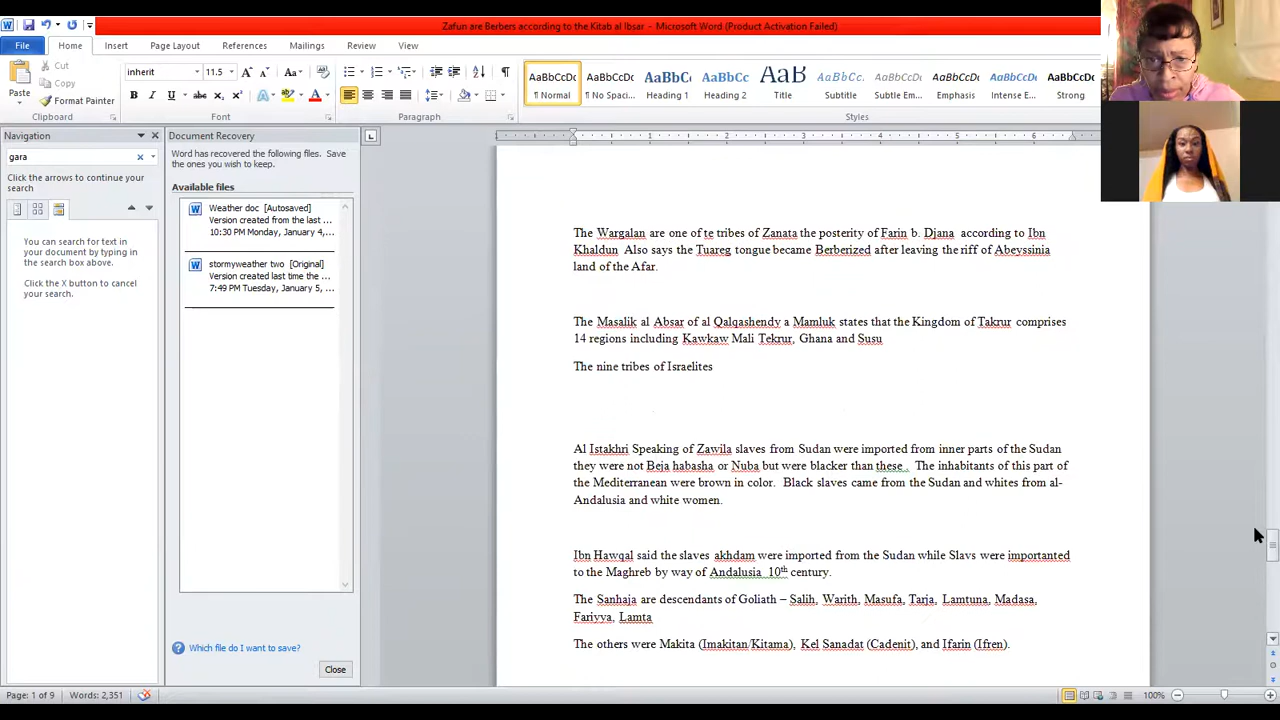 Zafun are Berbers according to the Kitab al Ibsar - Microsoft Word (Product Activation Failed)
File Home Insert Page Layout References Mailings Review View
Cut
Copy
Format Painter
Paste
Clipboard
inherit 11.5
Font
Paragraph
AaBbCcDc AaBbCcDc AaBbCc AaBbCc AaB AaBbCcDc AaBbCcDc AaBbCcDc AaBbCcDc
¶ Normal ¶ No Spaci... Heading 1 Heading 2 Title Subtitle Emphasis Intense E... Strong
Styles
Navigation
gara
Click the arrows to continue your
search
You can search for text in
your document by typing in
the search box above.
Click the X button to cancel
your search.
Document Recovery
Word has recovered the following files. Save
the ones you wish to keep.
Available files
Weather doc [Autosaved]
Version created from the last ...
10:30 PM Monday, January 4,...
stormyweather two [Original]
Version created last time the ...
7:49 PM Tuesday, January 5, ...
Which file do I want to save?
Close
1 2 3 4 5 6
The Wargalan are one of te tribes of Zanata the posterity of Farin b. Djana according to Ibn
Khaldun Also says the Tuareg tongue became Berberized after leaving the riff of Abeyssinia
land of the Afar.
The Masalik al Absar of al Qalqashendy a Mamluk states that the Kingdom of Takrur comprises
14 regions including Kawkaw Mali Tekrur, Ghana and Susu
The nine tribes of Israelites
Al Istakhri Speaking of Zawila slaves from Sudan were imported from inner parts of the Sudan
they were not Beja habasha or Nuba but were blacker than these . The inhabitants of this part of
the Mediterranean were brown in color. Black slaves came from the Sudan and whites from al-
Andalusia and white women.
Ibn Hawqal said the slaves akhdam were imported from the Sudan while Slavs were importanted
to the Maghreb by way of Andalusia 10th century.
The Sanhaja are descendants of Goliath – Salih, Warith, Masufa, Tarja, Lamtuna, Madasa,
Fariyya, Lamta
The others were Makita (Imakitan/Kitama), Kel Sanadat (Cadenit), and Ifarin (Ifren).
Page: 1 of 9 Words: 2,351 100%